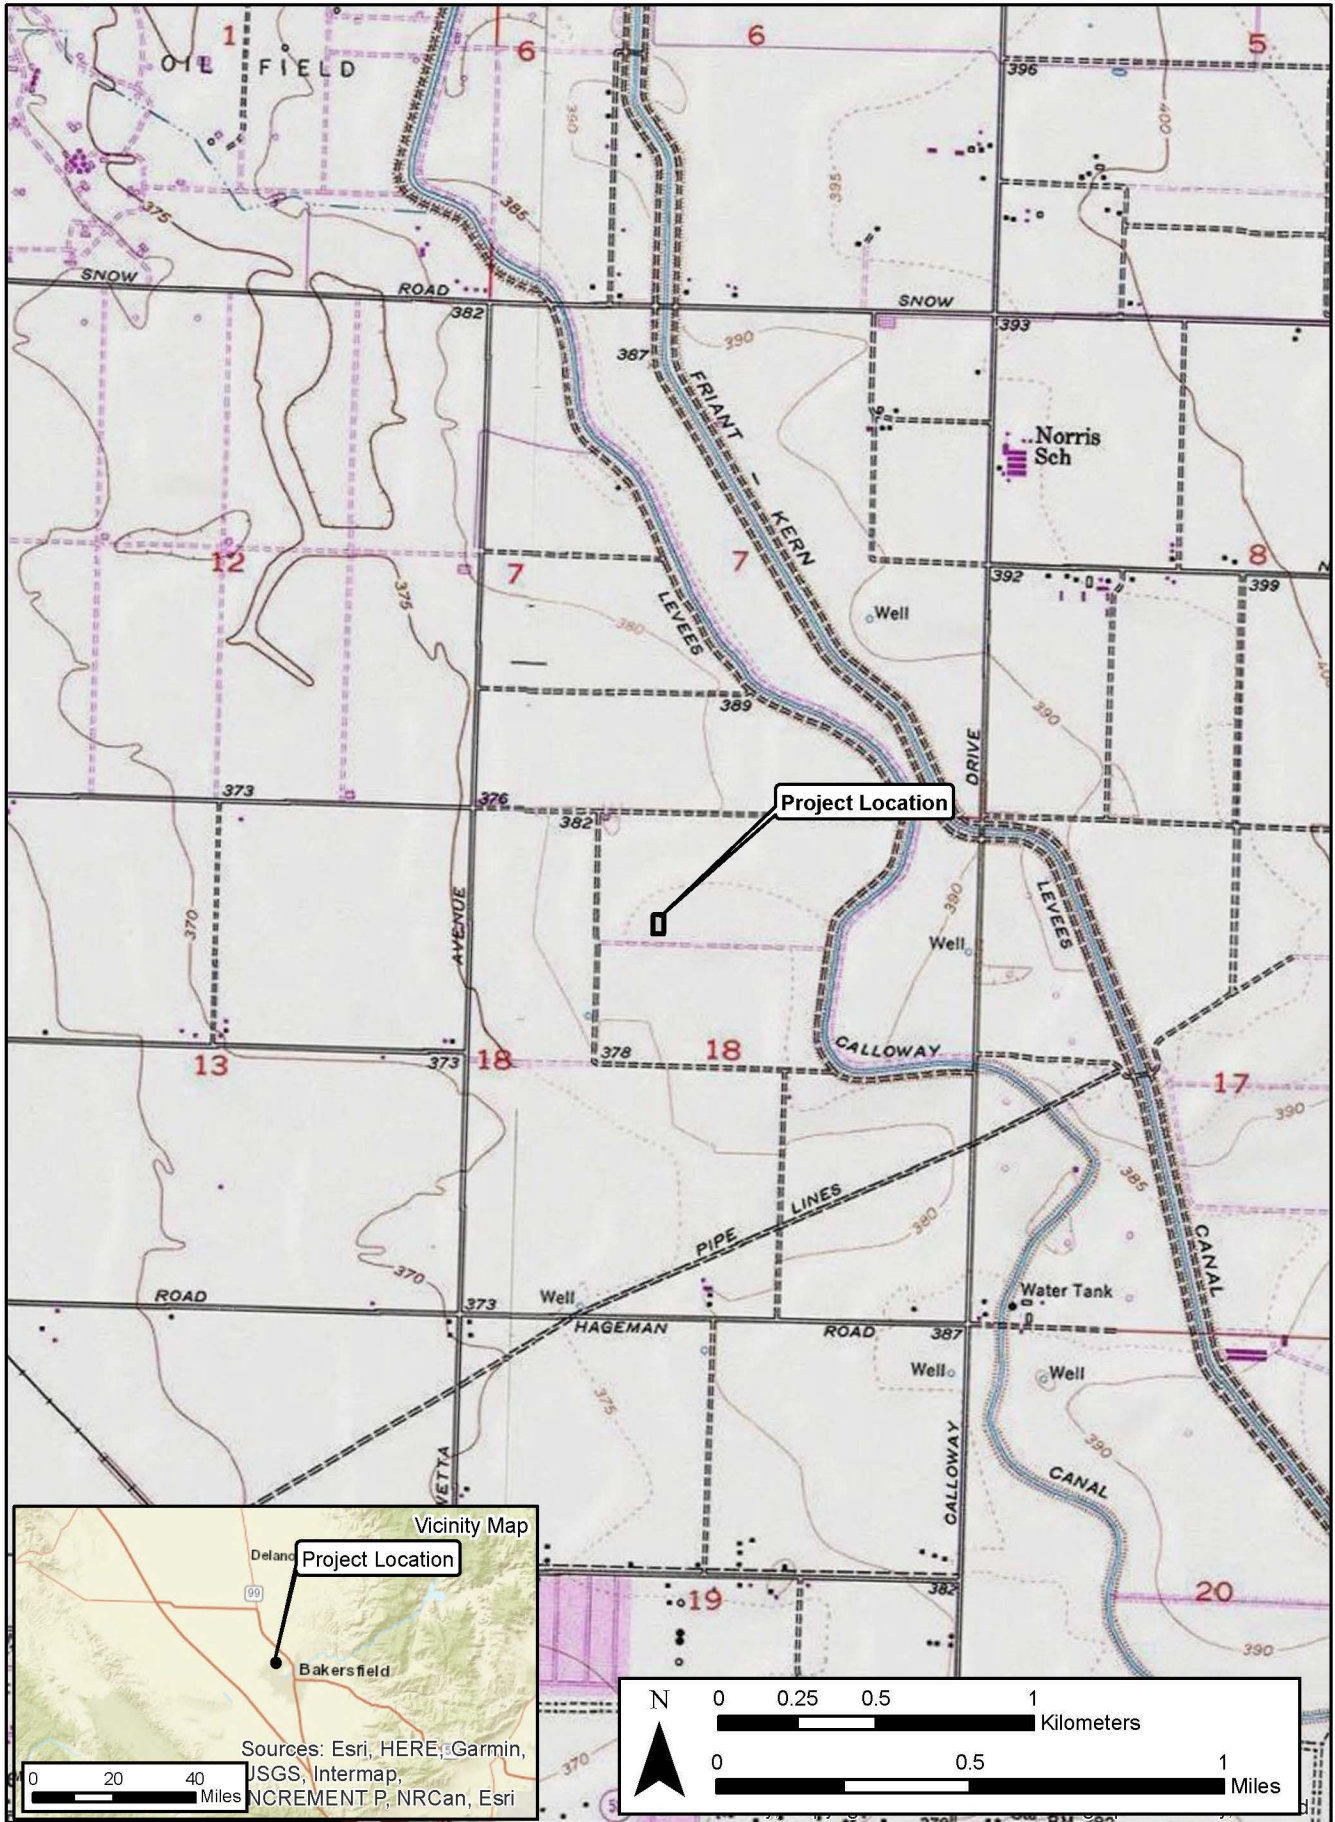 1
6
6
5
OIL FIELD
396
350
400
395
375
385
SNOW
ROAD
SNOW
382
393
390
387
FRIANT - KERN
Norris
Sch
12
7
7
8
392
399
Well
375
380
LEVEES
390
389
DRIVE
373
376
Project Location
382
AVENUE
370
390
LEVEES
Well
CALLOWAY
378
18
373
18
13
17
390
385
LINES
380
PIPE
CANAL
370
Well
Water Tank
ROAD
373
HAGEMAN
ROAD
387
Well
Well
375
390
CALLOWAY
CANAL
382
19
20
390
370
Vicinity Map
Delano
Project Location
99
Bakersfield
Sources: Esri, HERE, Garmin,
USGS, Intermap,
INCREMENT P, NRCan, Esri
0 20 40
Miles
N
0 0.25 0.5 1
Kilometers
0 0.5 1
Miles